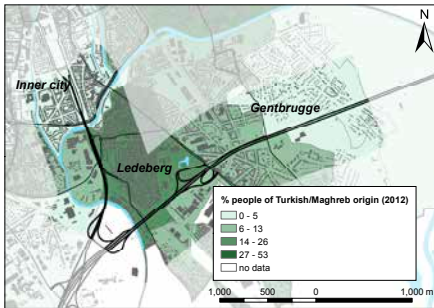 N
Inner city
Gentbrugge
Ledeberg
% people of Turkish/Maghreb origin (2012)
0 - 5
6 - 13
14 - 26
27 - 53
no data
1,000 500 0 1,000 m